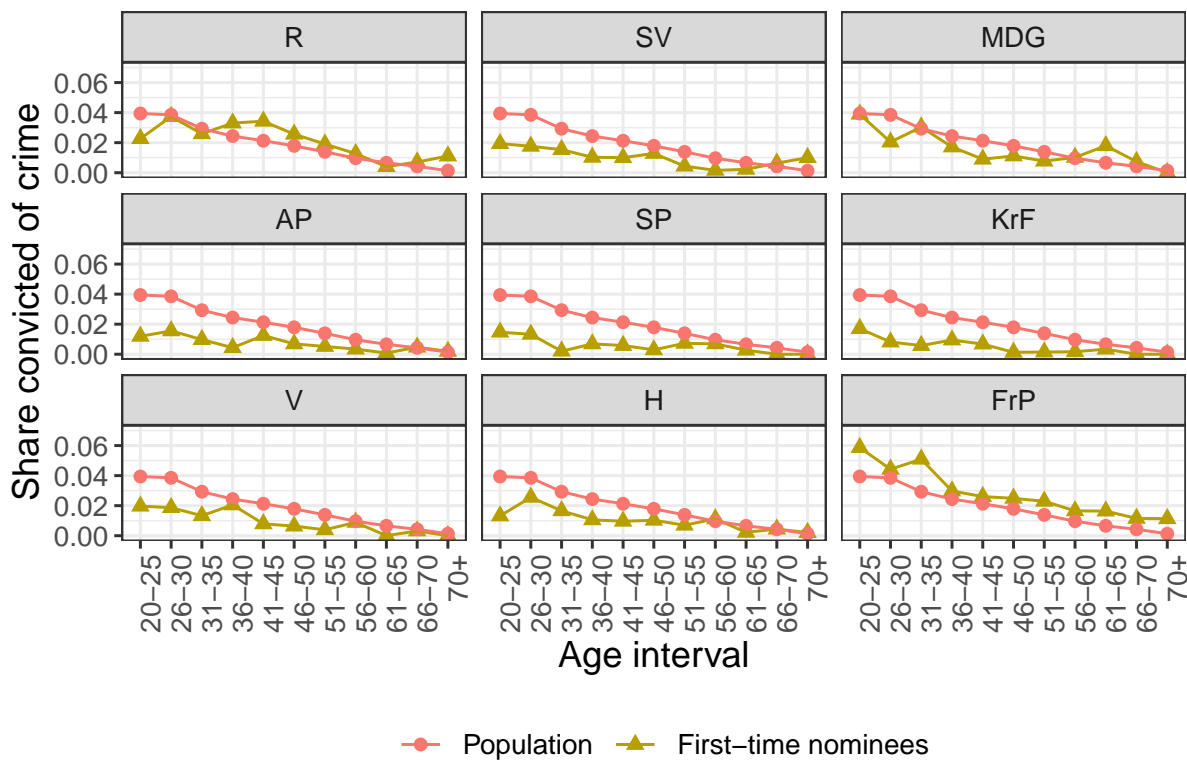 R SV MDG
0.06
0.04
0.02
0.00
AP SP KrF
0.06
0.04
0.02
0.00
V H FrP
0.06
0.04
0.02
0.00
Share convicted of crime
20−25 26−30 31−35 36−40 41−45 46−50 51−55 56−60 61−65 66−70 70+ 20−25 26−30 31−35 36−40 41−45 46−50 51−55 56−60 61−65 66−70 70+ 20−25 26−30 31−35 36−40 41−45 46−50 51−55 56−60 61−65 66−70 70+
Age interval
Population First−time nominees